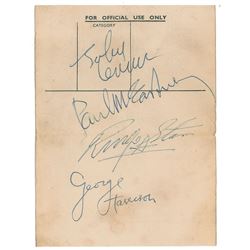 FOR OFFICIAL USE ONLY
CATEGORY
John
Lennon
Paul McCartney
Ringo Starr
George
Harrison